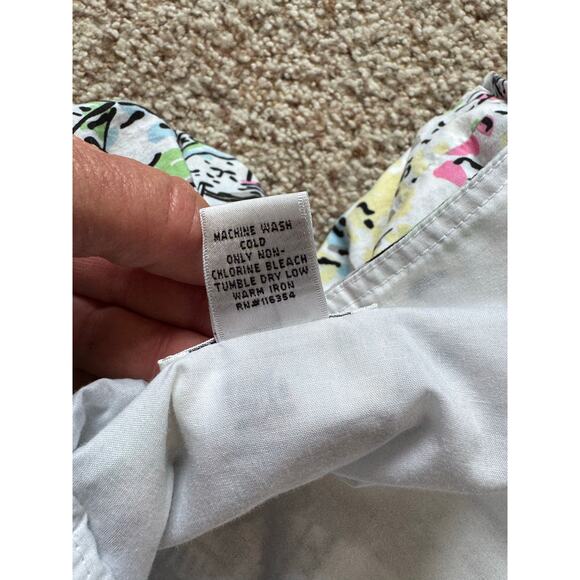 MACHINE WASH
COLD
ONLY NON-
CHLORINE BLEACH
TUMBLE DRY LOW
WARM IRON
RN#116354